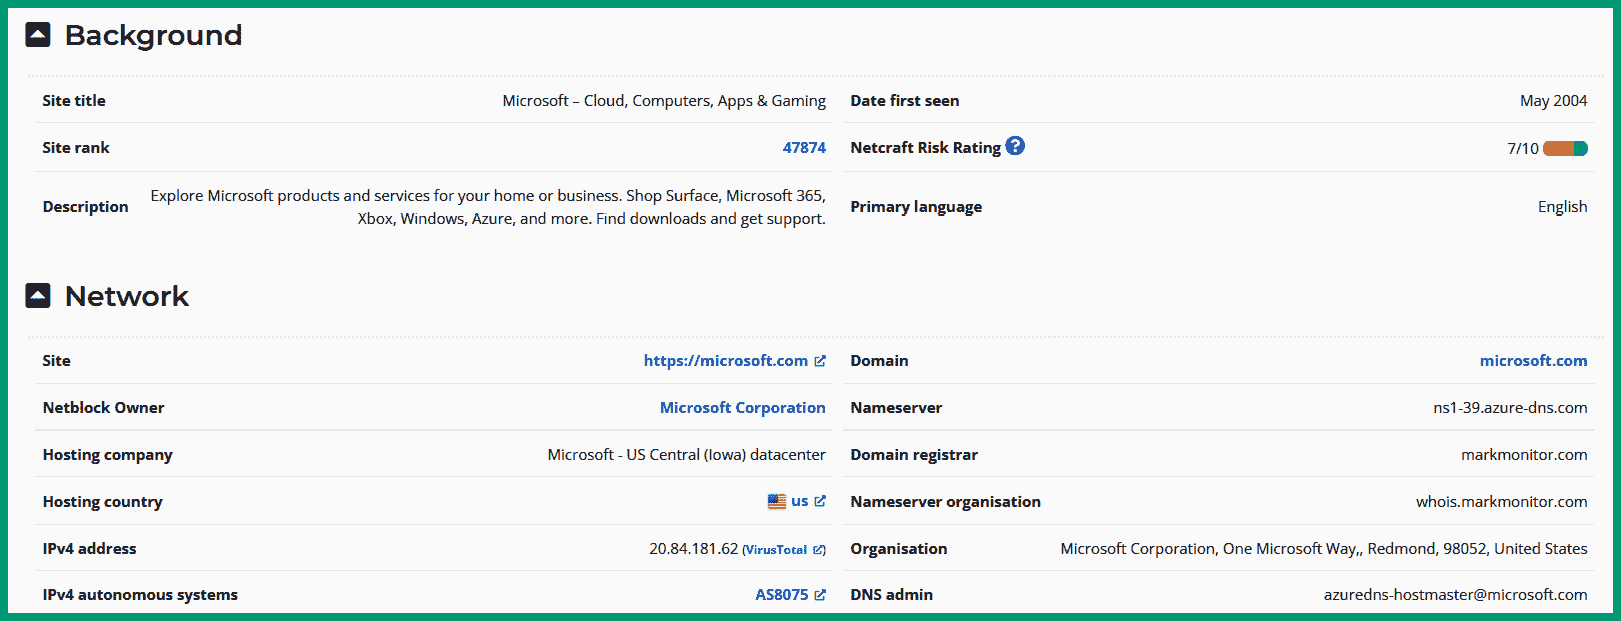 Background
Site title Microsoft – Cloud, Computers, Apps & Gaming Date first seen May 2004
Site rank 47874 Netcraft Risk Rating ? 7/10
Description Explore Microsoft products and services for your home or business. Shop Surface, Microsoft 365, Xbox, Windows, Azure, and more. Find downloads and get support. Primary language English
Network
Site https://microsoft.com Domain microsoft.com
Netblock Owner Microsoft Corporation Nameserver ns1-39.azure-dns.com
Hosting company Microsoft - US Central (Iowa) datacenter Domain registrar markmonitor.com
Hosting country us Nameserver organisation whois.markmonitor.com
IPv4 address 20.84.181.62 (VirusTotal) Organisation Microsoft Corporation, One Microsoft Way,, Redmond, 98052, United States
IPv4 autonomous systems AS8075 DNS admin azuredns-hostmaster@microsoft.com